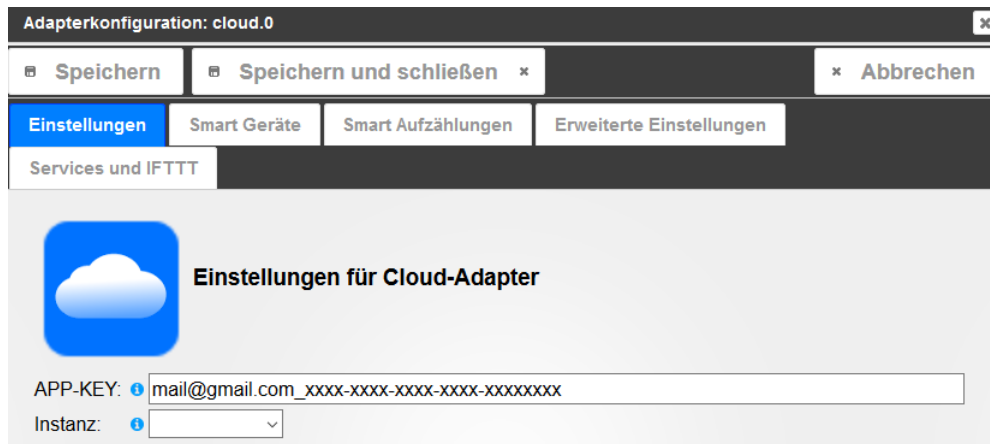 Adapterkonfiguration: cloud.0
Speichern Speichern und schließen Abbrechen
Einstellungen Smart Geräte Smart Aufzählungen Erweiterte Einstellungen
Services und IFTTT
Einstellungen für Cloud-Adapter
APP-KEY: mail@gmail.com_xxxx-xxxx-xxxx-xxxx-xxxxxxxx
Instanz: